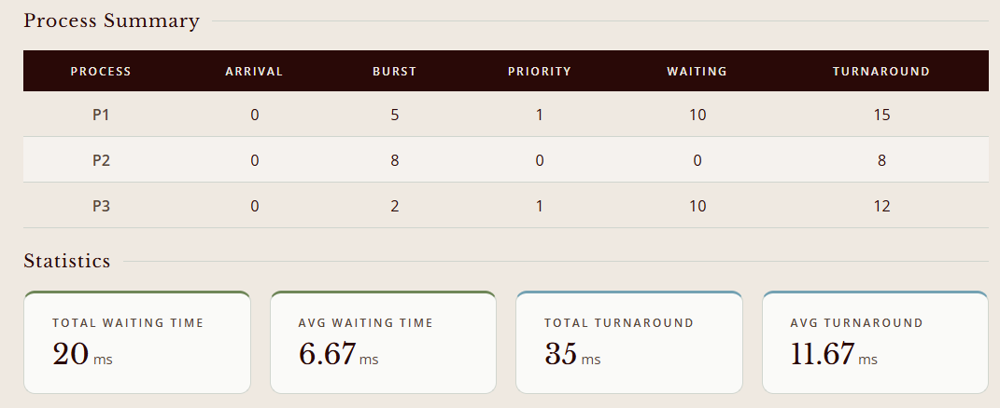 Process Summary
PROCESS ARRIVAL BURST PRIORITY WAITING TURNAROUND
P1 0 5 1 10 15
P2 0 8 0 0 8
P3 0 2 1 10 12
Statistics
TOTAL WAITING TIME AVG WAITING TIME TOTAL TURNAROUND AVG TURNAROUND
20 ms 6.67 ms 35 ms 11.67 ms